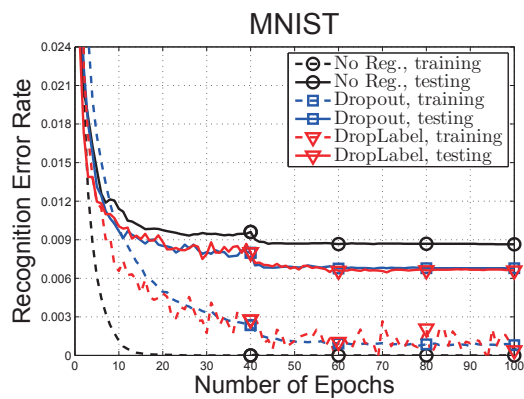 MNIST
Recognition Error Rate
0.024
0.021
0.018
0.015
0.012
0.009
0.006
0.003
0
No Reg., training
No Reg., testing
Dropout, training
Dropout, testing
DropLabel, training
DropLabel, testing
0 10 20 30 40 50 60 70 80 90 100
Number of Epochs